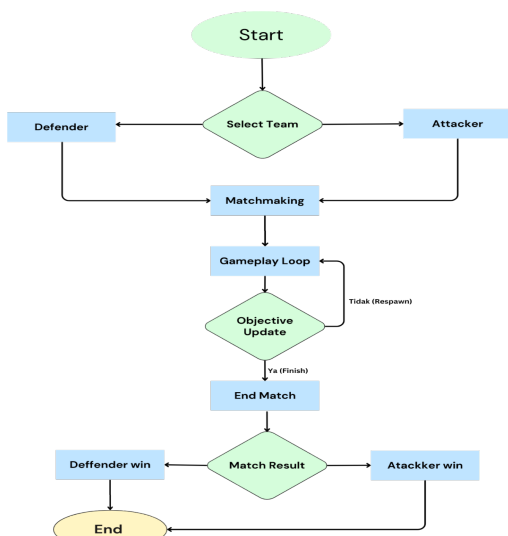 Start
Select Team
Defender
Attacker
Matchmaking
Gameplay Loop
Tidak (Respawn)
Objective
Update
Ya (Finish)
End Match
Match Result
Deffender win
Atackker win
End